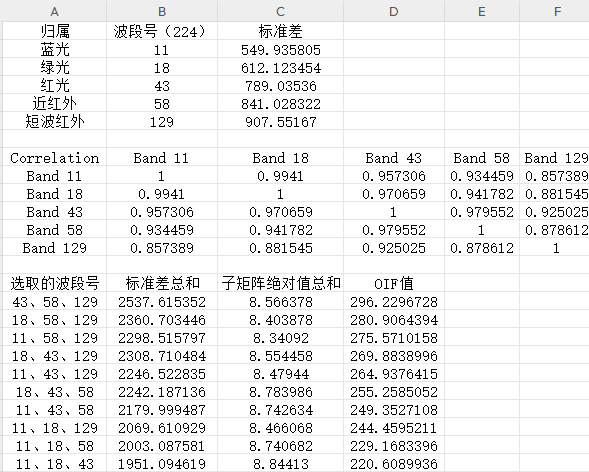 A B C D E F
归属 波段号（224） 标准差
蓝光 11 549.935805
绿光 18 612.123454
红光 43 789.03536
近红外 58 841.028322
短波红外 129 907.55167
Correlation Band 11 Band 18 Band 43 Band 58 Band 129
Band 11 1 0.9941 0.957306 0.934459 0.857389
Band 18 0.9941 1 0.970659 0.941782 0.881545
Band 43 0.957306 0.970659 1 0.979552 0.925025
Band 58 0.934459 0.941782 0.979552 1 0.878612
Band 129 0.857389 0.881545 0.925025 0.878612 1
选取的波段号 标准差总和 子矩阵绝对值总和 OIF值
43、58、129 2537.615352 8.566378 296.2296728
18、58、129 2360.703446 8.403878 280.9064394
11、58、129 2298.515797 8.34092 275.5710158
18、43、129 2308.710484 8.554458 269.8838996
11、43、129 2246.522835 8.47944 264.9376415
18、43、58 2242.187136 8.783986 255.2585052
11、43、58 2179.999487 8.742634 249.3527108
11、18、129 2069.610929 8.466068 244.4595211
11、18、58 2003.087581 8.740682 229.1683396
11、18、43 1951.094619 8.84413 220.6089936